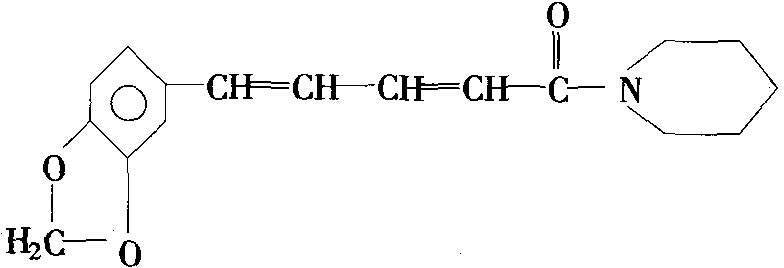 O
CH=CH—CH=CH—C—N
O
H₂C—O